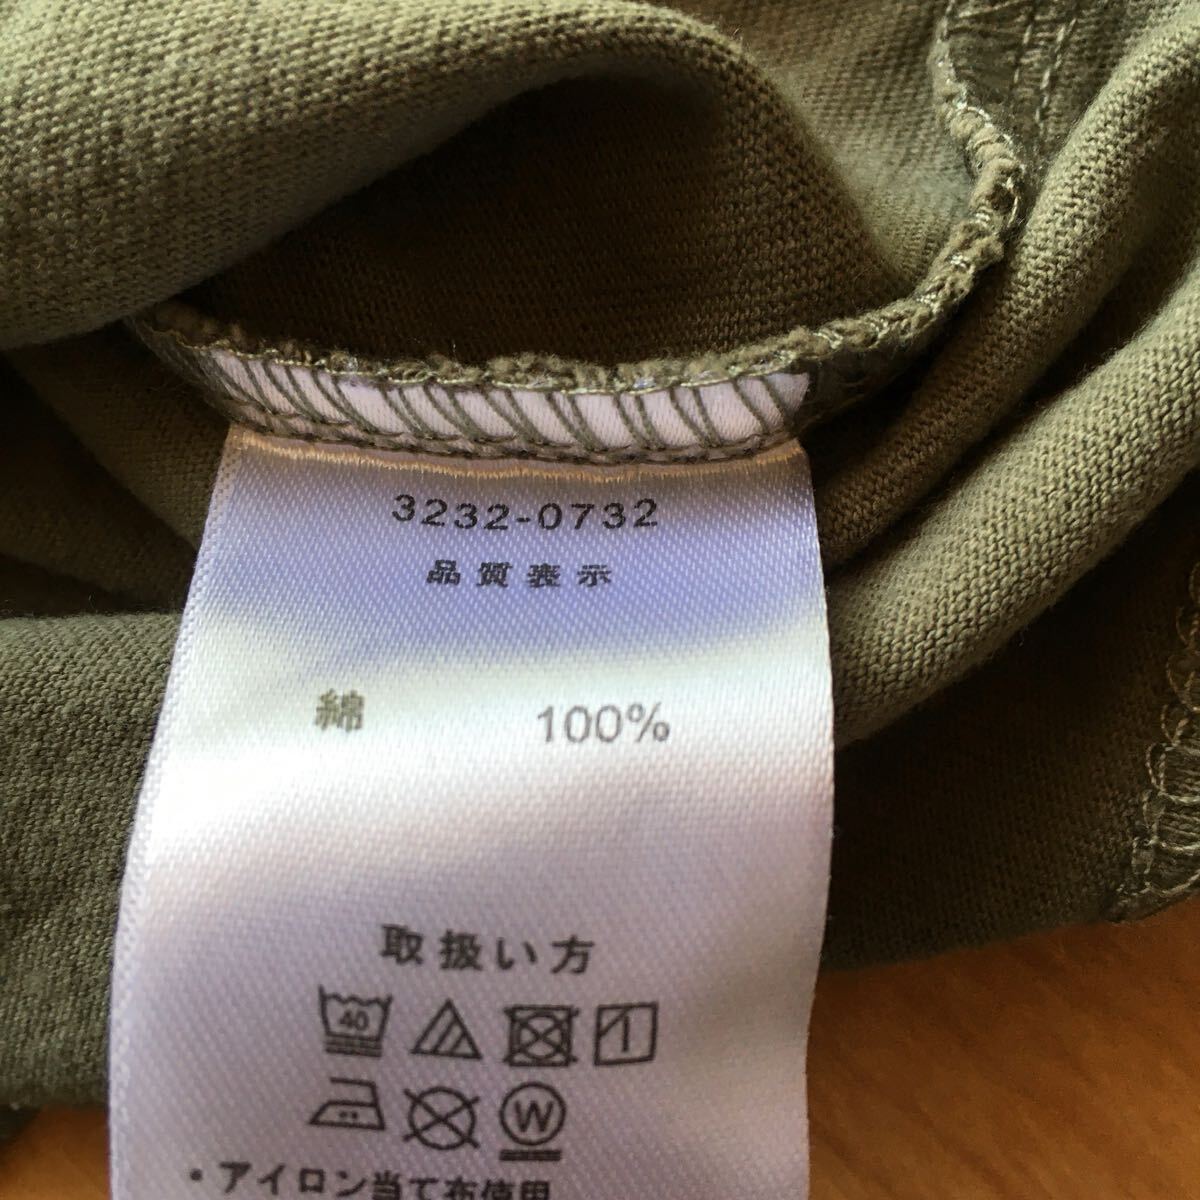 3232-0732
品質表示
綿 100%
取扱い方
40
W
・アイロン当て布使用